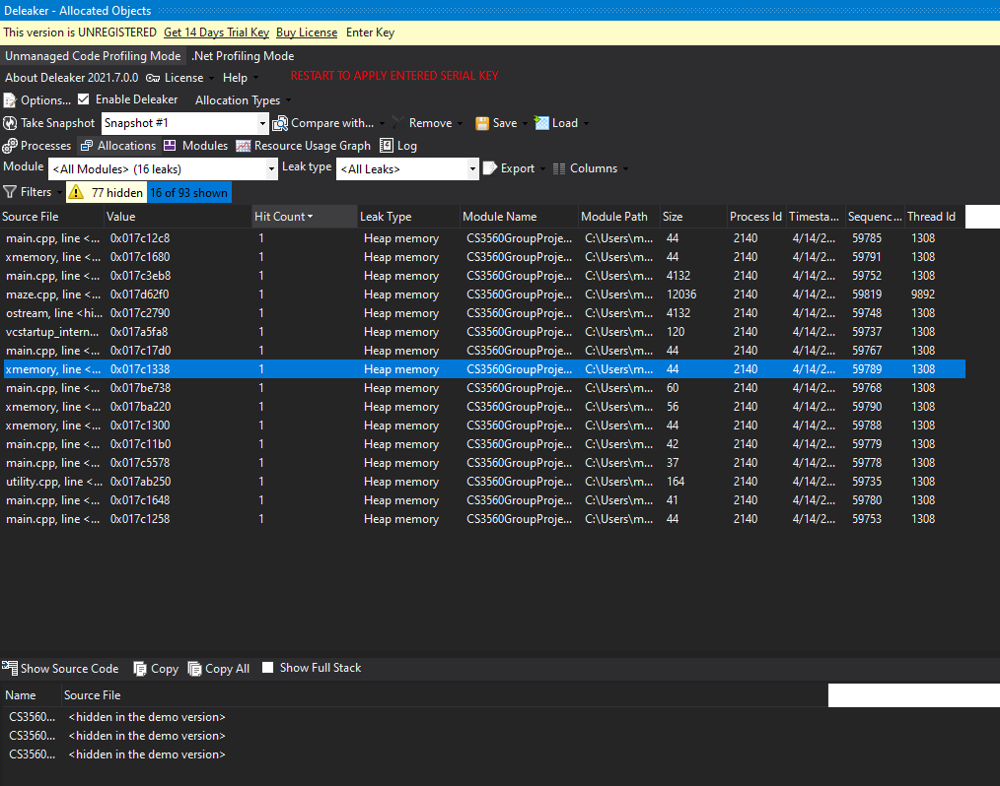 Deleaker - Allocated Objects
This version is UNREGISTERED Get 14 Days Trial Key Buy License Enter Key
Unmanaged Code Profiling Mode .Net Profiling Mode
About Deleaker 2021.7.0.0 License Help RESTART TO APPLY ENTERED SERIAL KEY
Options... Enable Deleaker Allocation Types
Take Snapshot Snapshot #1 Compare with... Remove Save Load
Processes Allocations Modules Resource Usage Graph Log
Module <All Modules> (16 leaks) Leak type <All Leaks> Export Columns
Filters 77 hidden 16 of 93 shown
Source File Value Hit Count Leak Type Module Name Module Path Size Process Id Timesta... Sequenc... Thread Id
main.cpp, line <... 0x017c12c8 1 Heap memory CS3560GroupProje... C:\Users\m... 44 2140 4/14/2... 59785 1308
xmemory, line <... 0x017c1680 1 Heap memory CS3560GroupProje... C:\Users\m... 44 2140 4/14/2... 59791 1308
main.cpp, line <... 0x017c3eb8 1 Heap memory CS3560GroupProje... C:\Users\m... 4132 2140 4/14/2... 59752 1308
maze.cpp, line <... 0x017d62f0 1 Heap memory CS3560GroupProje... C:\Users\m... 12036 2140 4/14/2... 59819 9892
ostream, line <hi... 0x017c2790 1 Heap memory CS3560GroupProje... C:\Users\m... 4132 2140 4/14/2... 59748 1308
vcstartup_intern... 0x017a5fa8 1 Heap memory CS3560GroupProje... C:\Users\m... 120 2140 4/14/2... 59737 1308
main.cpp, line <... 0x017c17d0 1 Heap memory CS3560GroupProje... C:\Users\m... 44 2140 4/14/2... 59767 1308
xmemory, line <... 0x017c1338 1 Heap memory CS3560GroupProje... C:\Users\m... 44 2140 4/14/2... 59789 1308
main.cpp, line <... 0x017be738 1 Heap memory CS3560GroupProje... C:\Users\m... 60 2140 4/14/2... 59768 1308
xmemory, line <... 0x017ba220 1 Heap memory CS3560GroupProje... C:\Users\m... 56 2140 4/14/2... 59790 1308
xmemory, line <... 0x017c1300 1 Heap memory CS3560GroupProje... C:\Users\m... 44 2140 4/14/2... 59788 1308
main.cpp, line <... 0x017c11b0 1 Heap memory CS3560GroupProje... C:\Users\m... 42 2140 4/14/2... 59779 1308
main.cpp, line <... 0x017c5578 1 Heap memory CS3560GroupProje... C:\Users\m... 37 2140 4/14/2... 59778 1308
utility.cpp, line <... 0x017ab250 1 Heap memory CS3560GroupProje... C:\Users\m... 164 2140 4/14/2... 59735 1308
main.cpp, line <... 0x017c1648 1 Heap memory CS3560GroupProje... C:\Users\m... 41 2140 4/14/2... 59780 1308
main.cpp, line <... 0x017c1258 1 Heap memory CS3560GroupProje... C:\Users\m... 44 2140 4/14/2... 59753 1308
Show Source Code Copy Copy All Show Full Stack
Name Source File
CS3560... <hidden in the demo version>
CS3560... <hidden in the demo version>
CS3560... <hidden in the demo version>